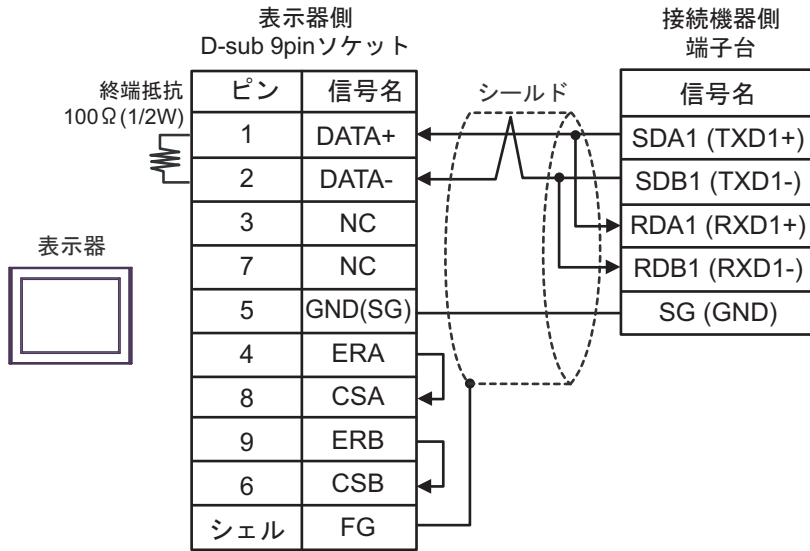 表示器側
D-sub 9pinソケット
接続機器側
端子台
終端抵抗
100Ω(1/2W)
シールド
表示器
ピン 信号名
1 DATA+
2 DATA-
3 NC
7 NC
5 GND(SG)
4 ERA
8 CSA
9 ERB
6 CSB
シェル FG
信号名
SDA1 (TXD1+)
SDB1 (TXD1-)
RDA1 (RXD1+)
RDB1 (RXD1-)
SG (GND)